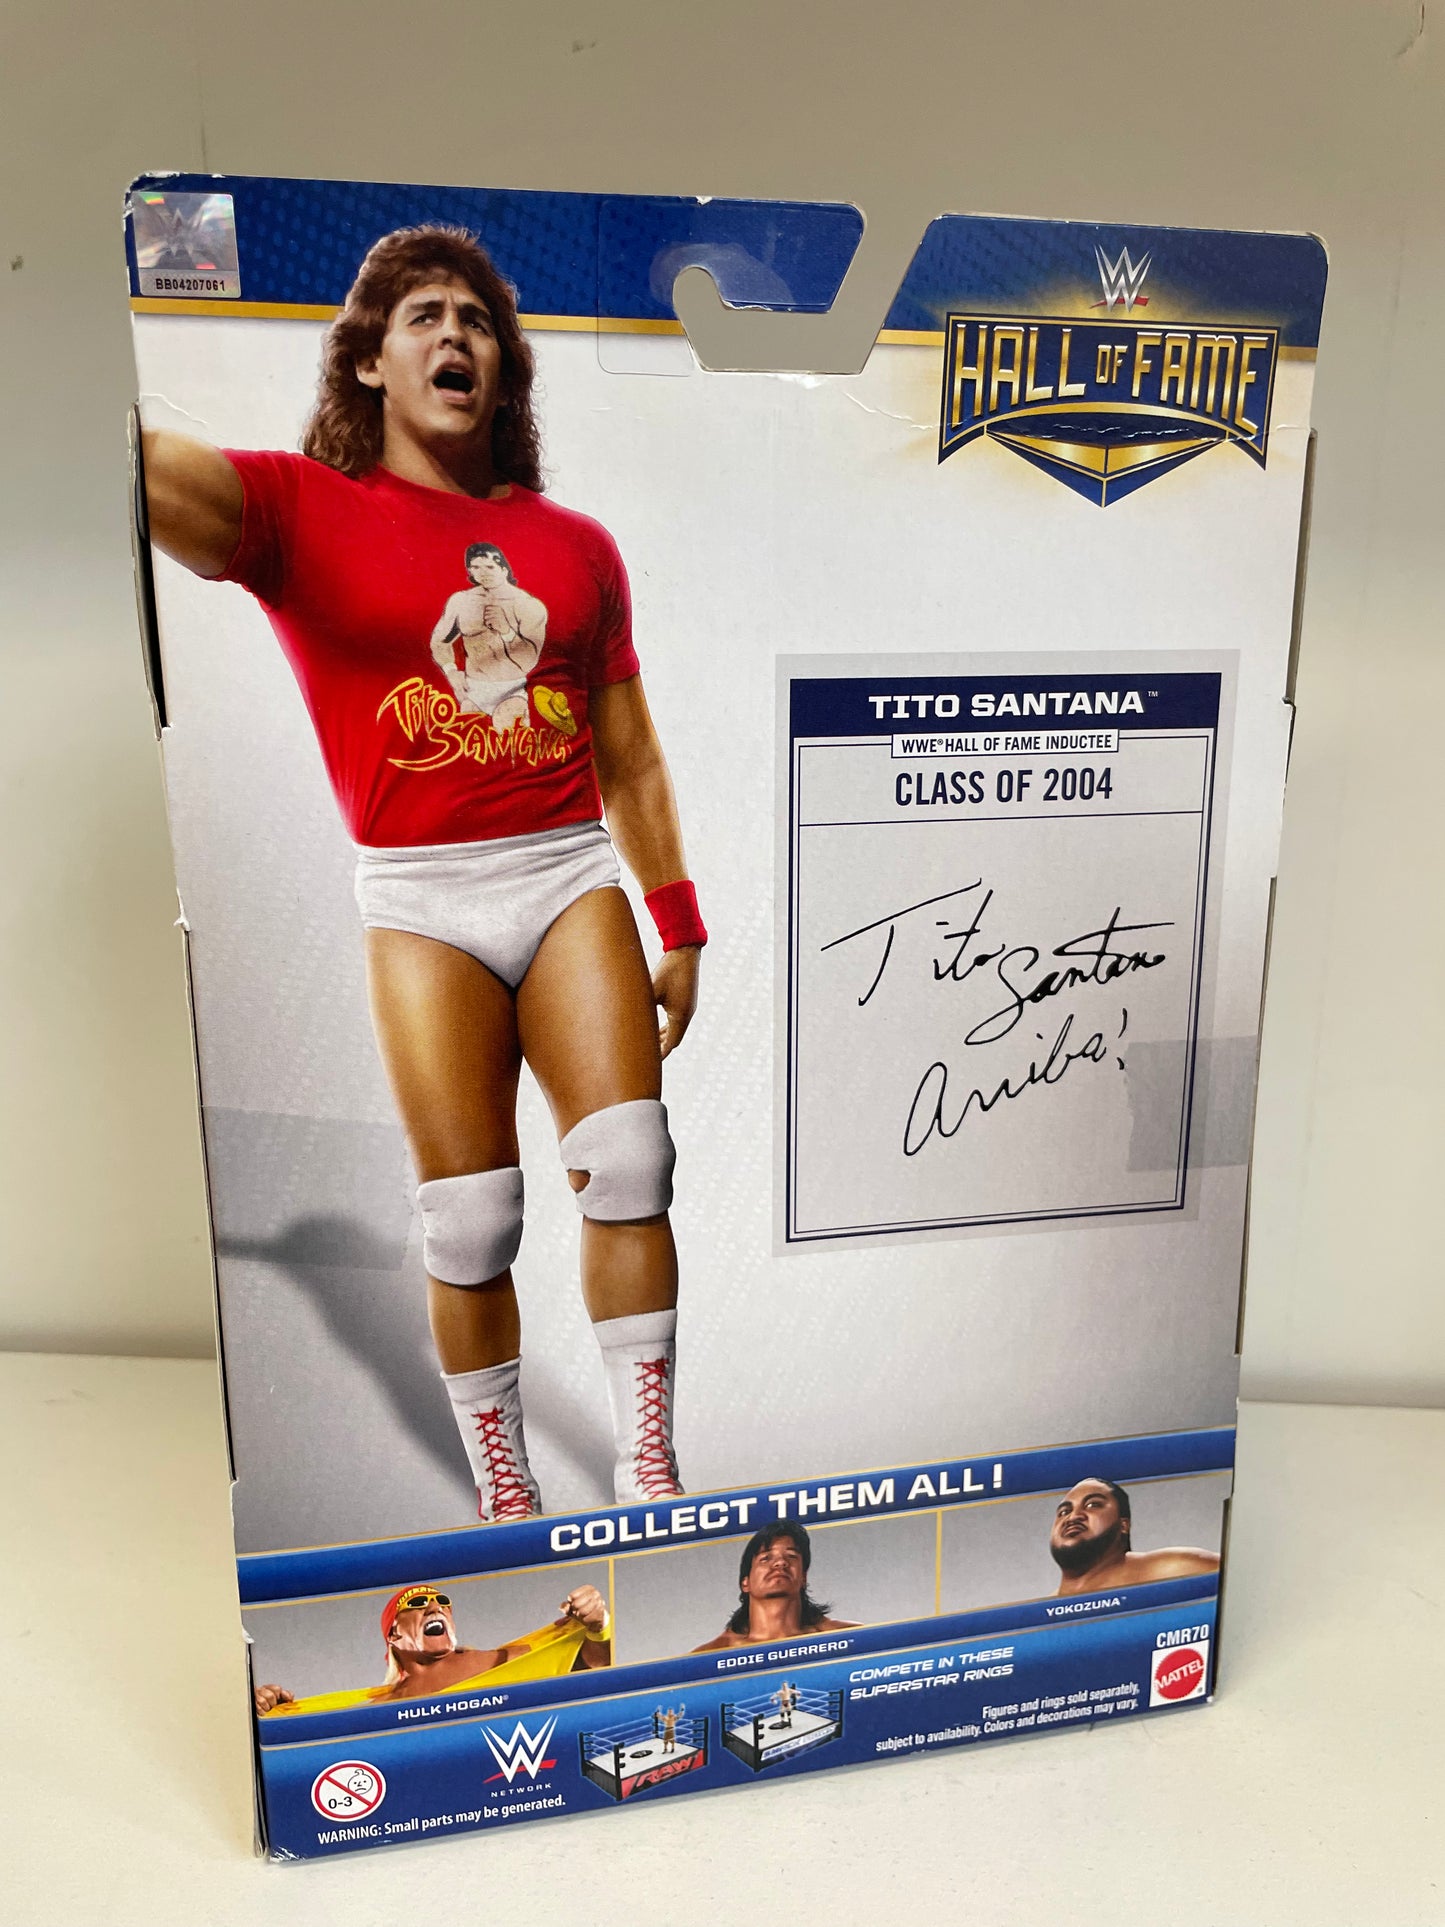 BB04207061
W
HALL OF FAME
Tito
Santana
TITO SANTANA™
WWE® HALL OF FAME INDUCTEE
CLASS OF 2004
Tito Santana
Arriba!
COLLECT THEM ALL!
HULK HOGAN®
EDDIE GUERRERO™
YOKOZUNA™
COMPETE IN THESE
SUPERSTAR RINGS
CMR70
MATTEL
Figures and rings sold separately,
subject to availability. Colors and decorations may vary.
W
NETWORK
RAW
0-3
WARNING: Small parts may be generated.